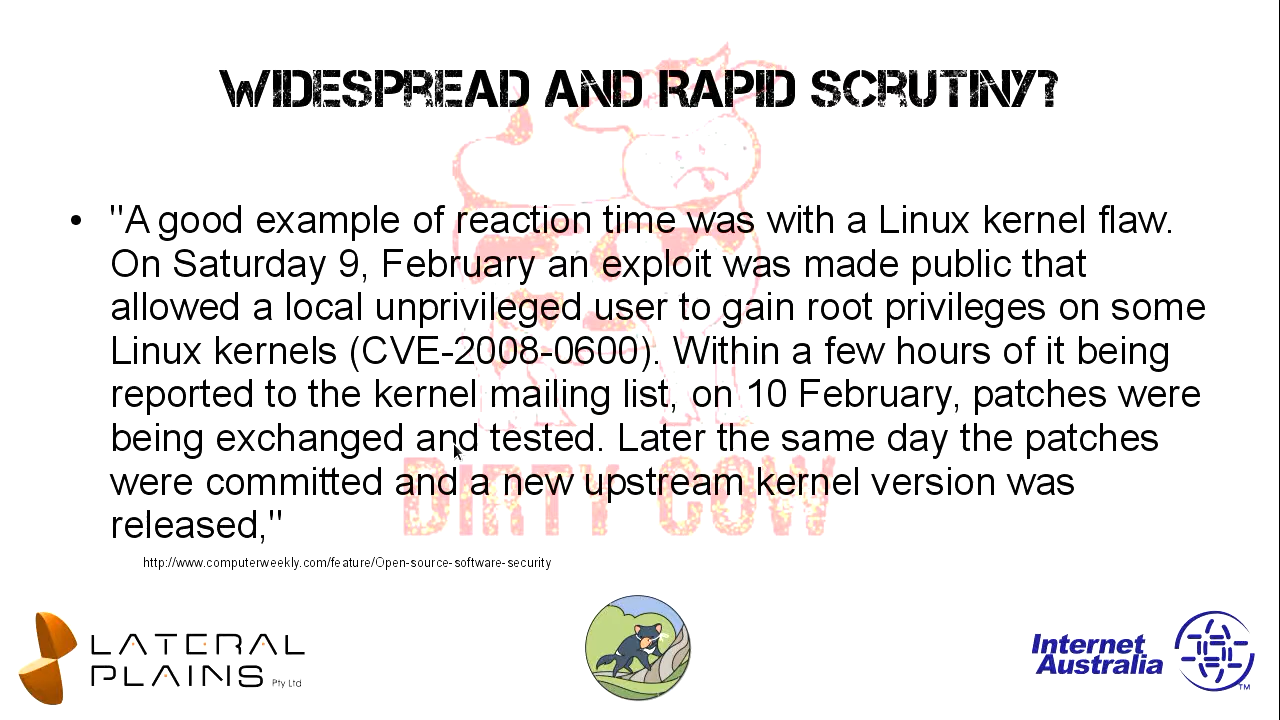 WIDESPREAD AND RAPID SCRUTINY?
• "A good example of reaction time was with a Linux kernel flaw.
On Saturday 9, February an exploit was made public that
allowed a local unprivileged user to gain root privileges on some
Linux kernels (CVE-2008-0600). Within a few hours of it being
reported to the kernel mailing list, on 10 February, patches were
being exchanged and tested. Later the same day the patches
were committed and a new upstream kernel version was
released,"
DIRTY COW
http://www.computerweekly.com/feature/Open-source-software-security
LATERAL
PLAINS Pty Ltd
Internet
Australia
TM